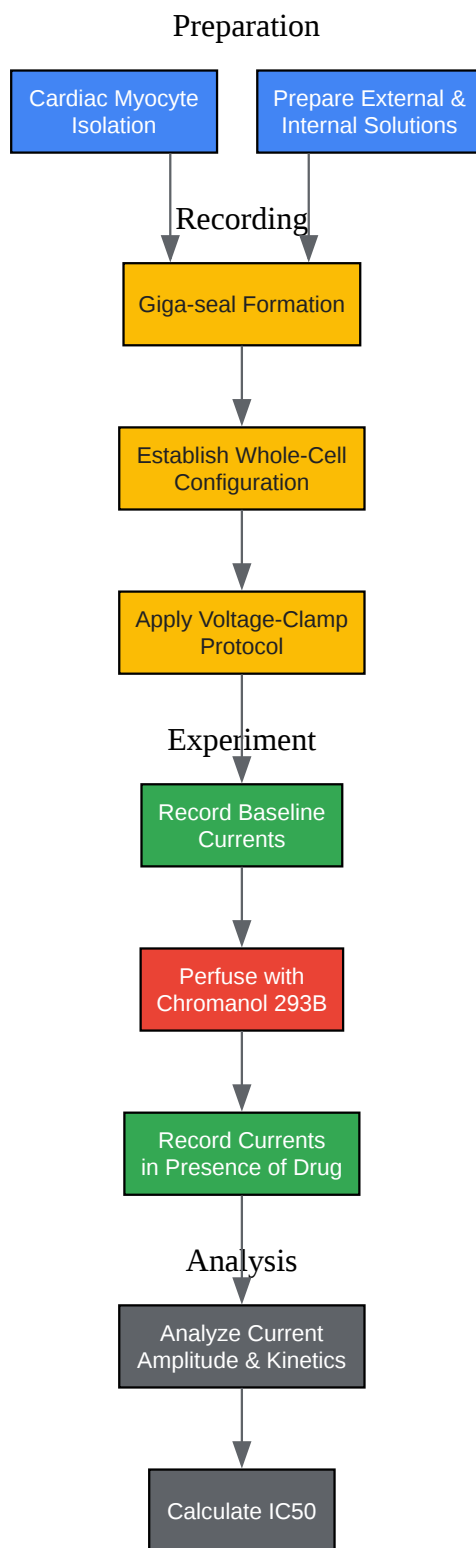 Preparation
Cardiac Myocyte
Isolation
Prepare External &
Internal Solutions
Recording
Giga-seal Formation
Establish Whole-Cell
Configuration
Apply Voltage-Clamp
Protocol
Experiment
Record Baseline
Currents
Perfuse with
Chromanol 293B
Record Currents
in Presence of Drug
Analysis
Analyze Current
Amplitude & Kinetics
Calculate IC50